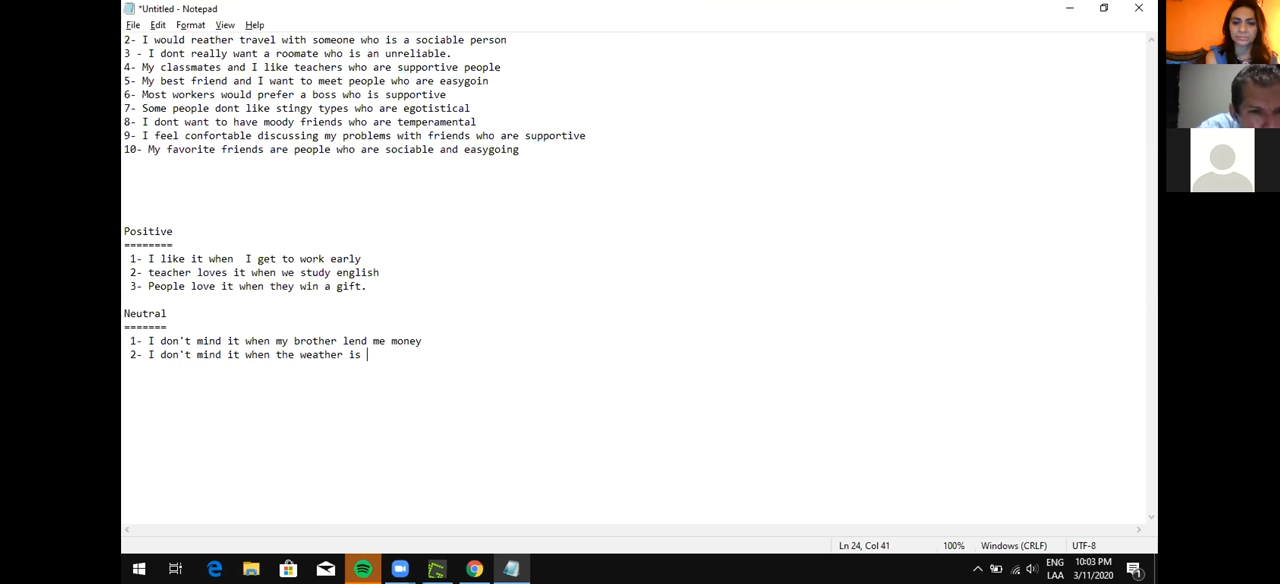 *Untitled - Notepad
File Edit Format View Help
2- I would reather travel with someone who is a sociable person
3 - I dont really want a roomate who is an unreliable.
4- My classmates and I like teachers who are supportive people
5- My best friend and I want to meet people who are easygoin
6- Most workers would prefer a boss who is supportive
7- Some people dont like stingy types who are egotistical
8- I dont want to have moody friends who are temperamental
9- I feel confortable discussing my problems with friends who are supportive
10- My favorite friends are people who are sociable and easygoing
Positive
========
1- I like it when  I get to work early
2- teacher loves it when we study english
3- People love it when they win a gift.
Neutral
=======
1- I don't mind it when my brother lend me money
2- I don't mind it when the weather is
Ln 24, Col 41 100% Windows (CRLF) UTF-8
ENG 10:03 PM
LAA 3/11/2020
1